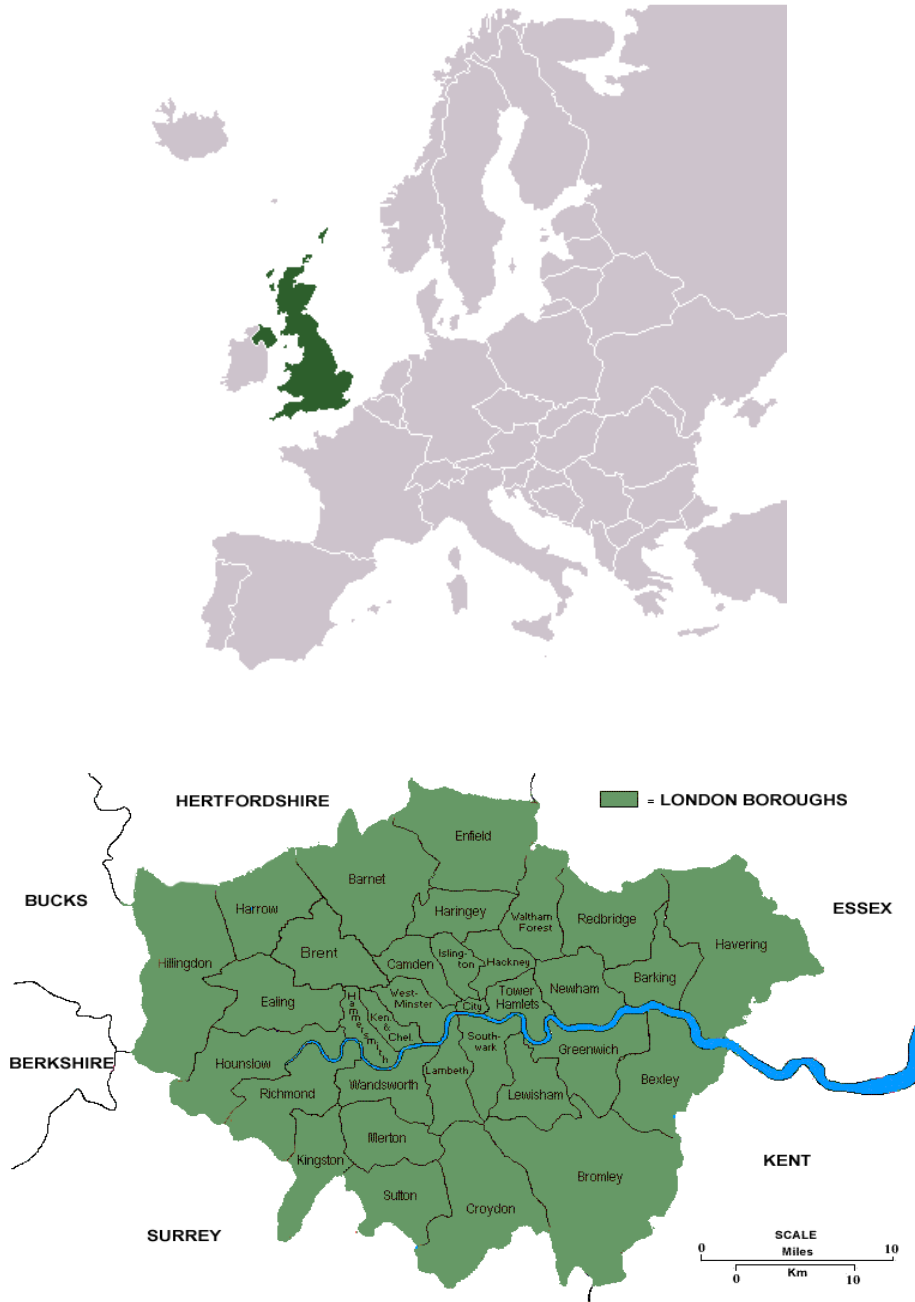 HERTFORDSHIRE
= LONDON BOROUGHS
Enfield
Barnet
BUCKS
Harrow
Haringey
Waltham
Forest
Redbridge
ESSEX
Havering
Brent
Isling-
ton
Hackney
Hillingdon
Camden
Barking
Tower
Hamlets
Newham
West-
Minster
Ealing
Hammersmith
Ken.
&
Chel.
City
South-
wark
Greenwich
BERKSHIRE
Hounslow
Lambeth
Bexley
Richmond
Wandsworth
Lewisham
Merton
Kingston
KENT
Bromley
Sutton
Croydon
SURREY
SCALE
0 Miles 10
Km
0 10